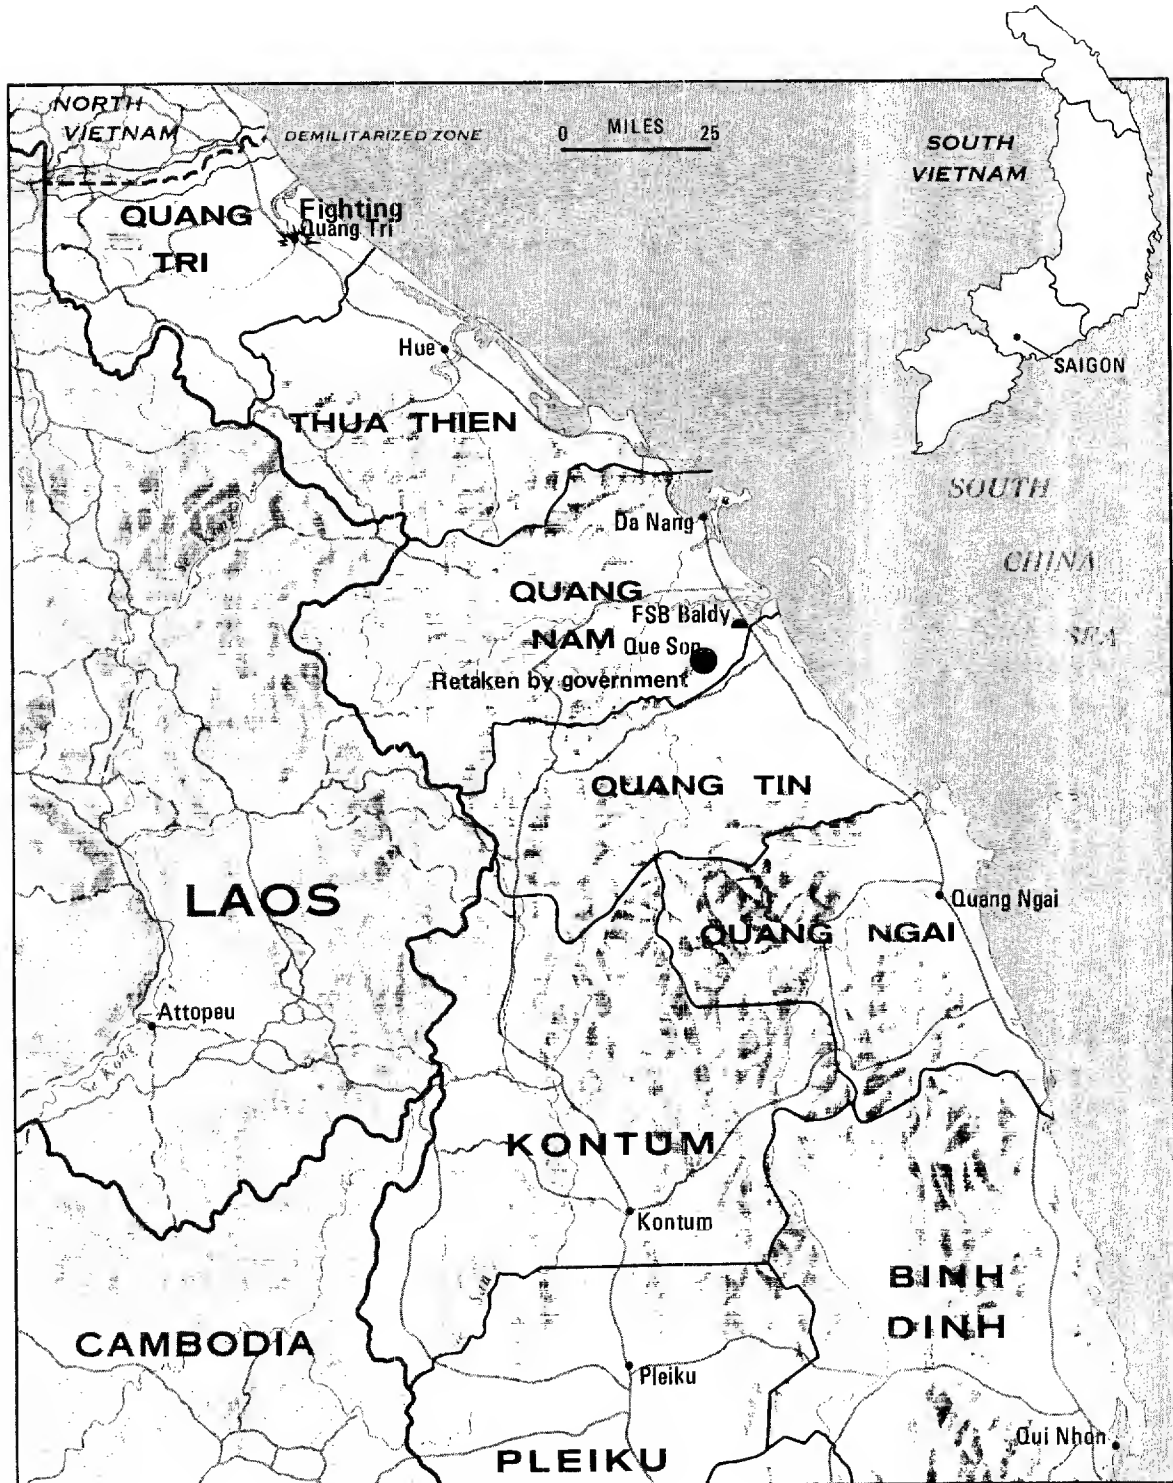 NORTH
VIETNAM
DEMILITARIZED ZONE
0 MILES 25
SOUTH
VIETNAM
QUANG
TRI
Fighting
Quang Tri
Hue
SAIGON
THUA THIEN
SOUTH
CHINA
SEA
Da Nang
QUANG
NAM
FSB Baldy
Que Son
Retaken by government
QUANG TIN
LAOS
Quang Ngai
QUANG NGAI
Attopeu
Kong
KONTUM
Kontum
BINH
DINH
CAMBODIA
Pleiku
PLEIKU
Qui Nhon